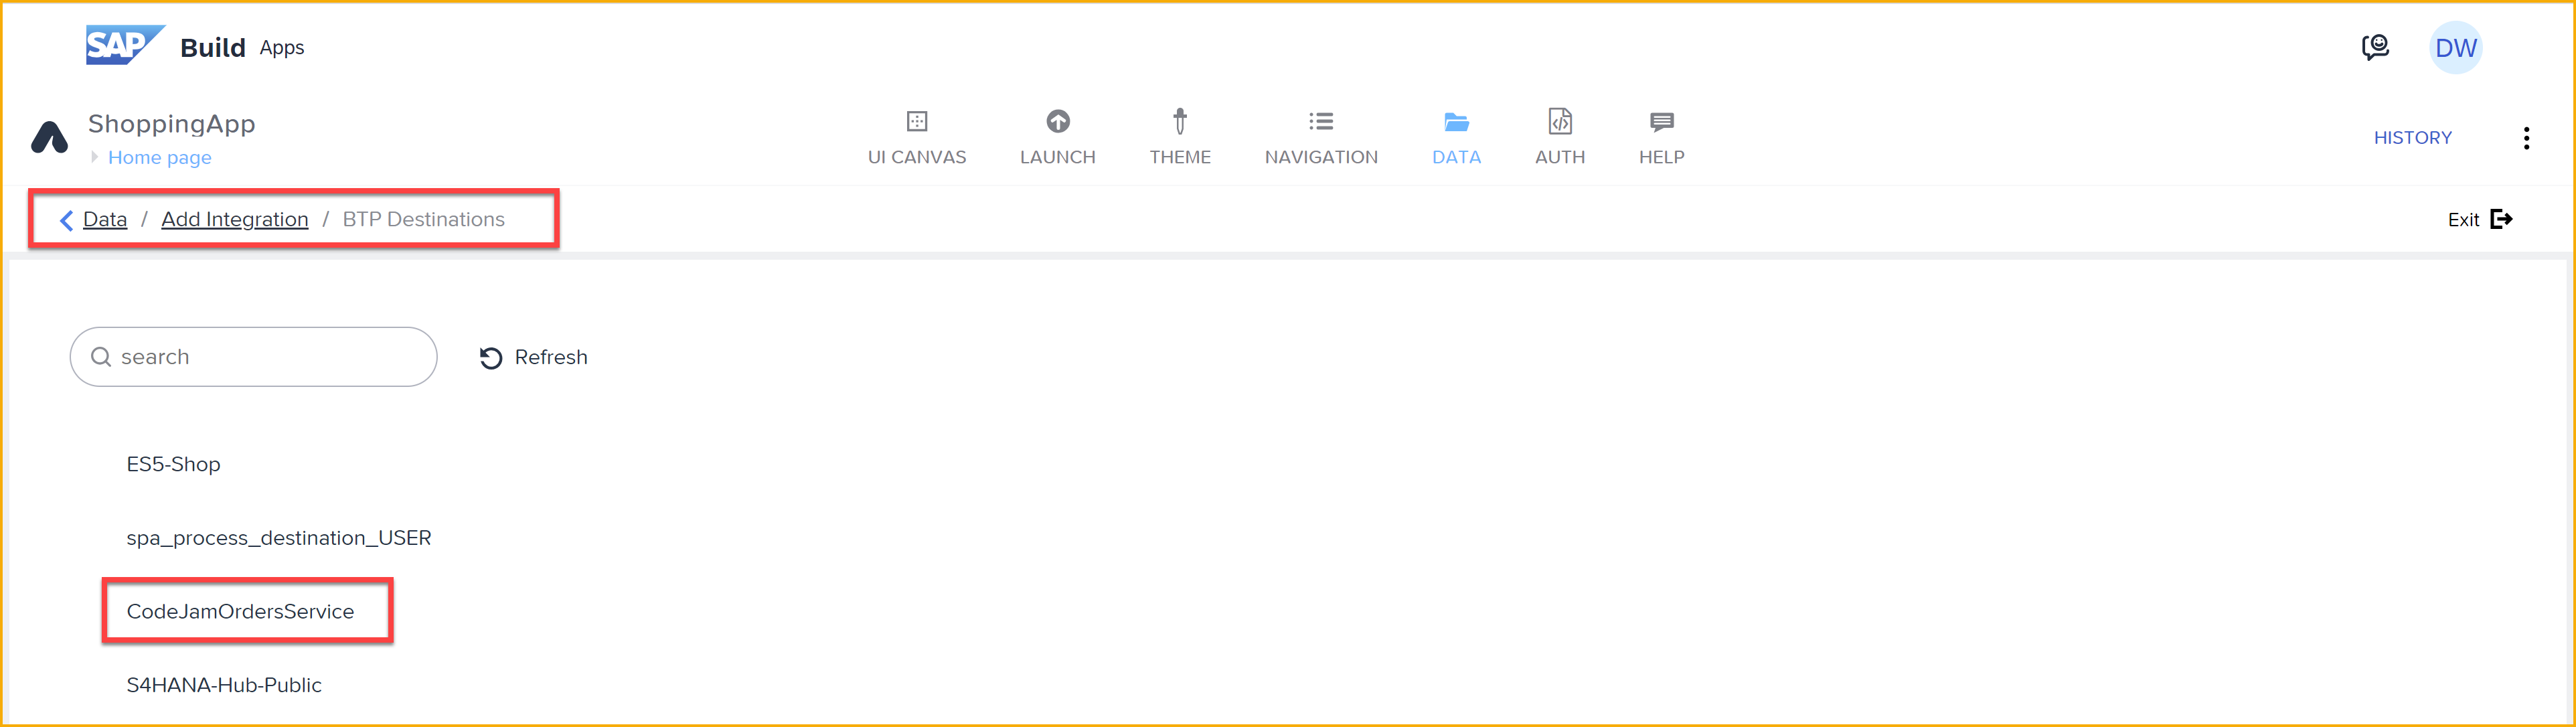 SAP Build Apps
DW
ShoppingApp
Home page
UI CANVAS
LAUNCH
THEME
NAVIGATION
DATA
AUTH
HELP
HISTORY
Data / Add Integration / BTP Destinations
Exit
search
Refresh
ES5-Shop
spa_process_destination_USER
CodeJamOrdersService
S4HANA-Hub-Public